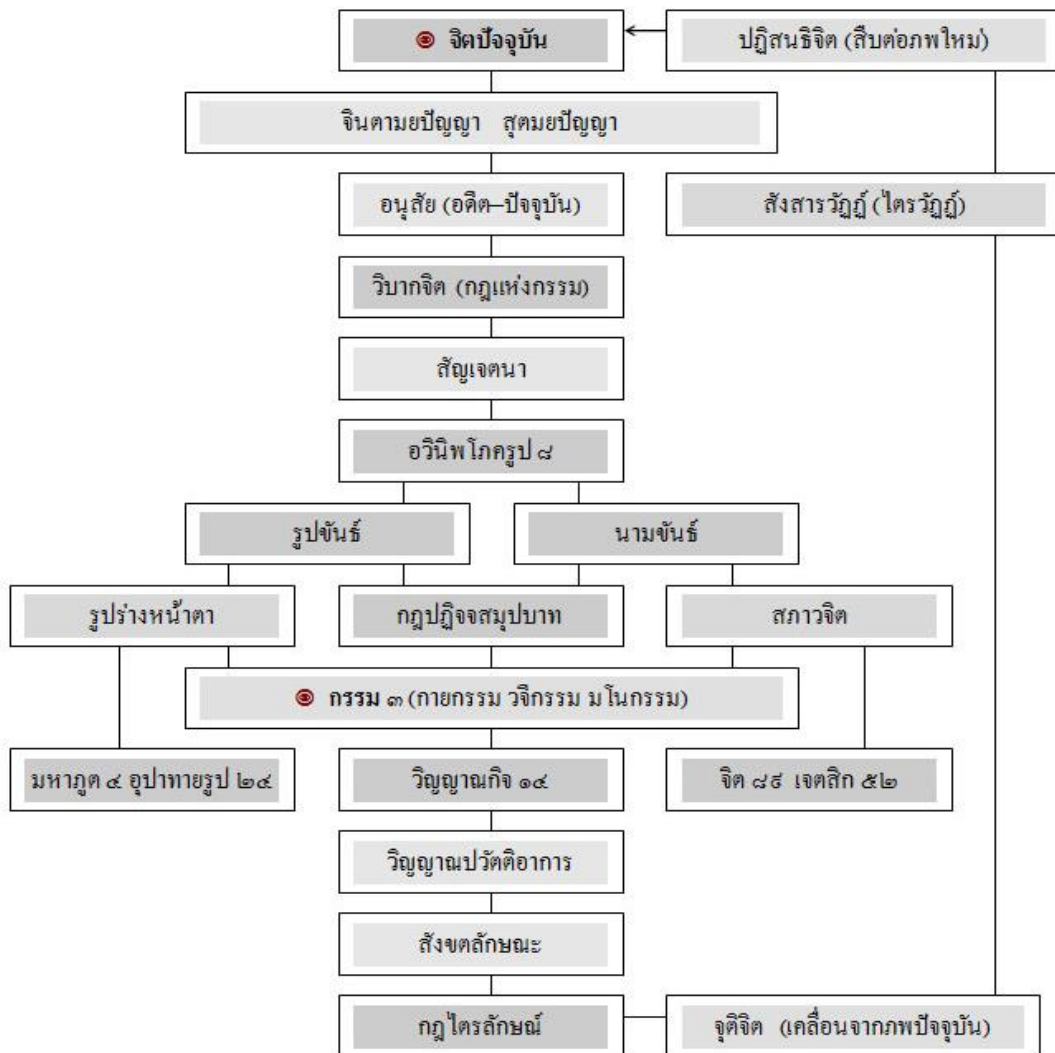 จิตปัจจุบัน
ปฏิสนธิจิต (สืบต่อภพใหม่)
จินตามยปัญญา สุตมยปัญญา
อนุสัย (อดีต–ปัจจุบัน)
สังสารวัฏฏ์ (ไตรวัฏฏ์)
วิบากจิต (กฎแห่งกรรม)
สัญเจตนา
อวินิพโภครูป ๘
รูปขันธ์
นามขันธ์
รูปร่างหน้าตา
กฎปฏิจจสมุปบาท
สภาวจิต
กรรม ๓ (กายกรรม วจีกรรม มโนกรรม)
มหาภูต ๔ อุปาทายรูป ๒๔
วิญญาณกิจ ๑๔
จิต ๘๙ เจตสิก ๕๒
วิญญาณปวัตติอาการ
สังขตลักษณะ
กฎไตรลักษณ์
จุติจิต (เคลื่อนจากภพปัจจุบัน)